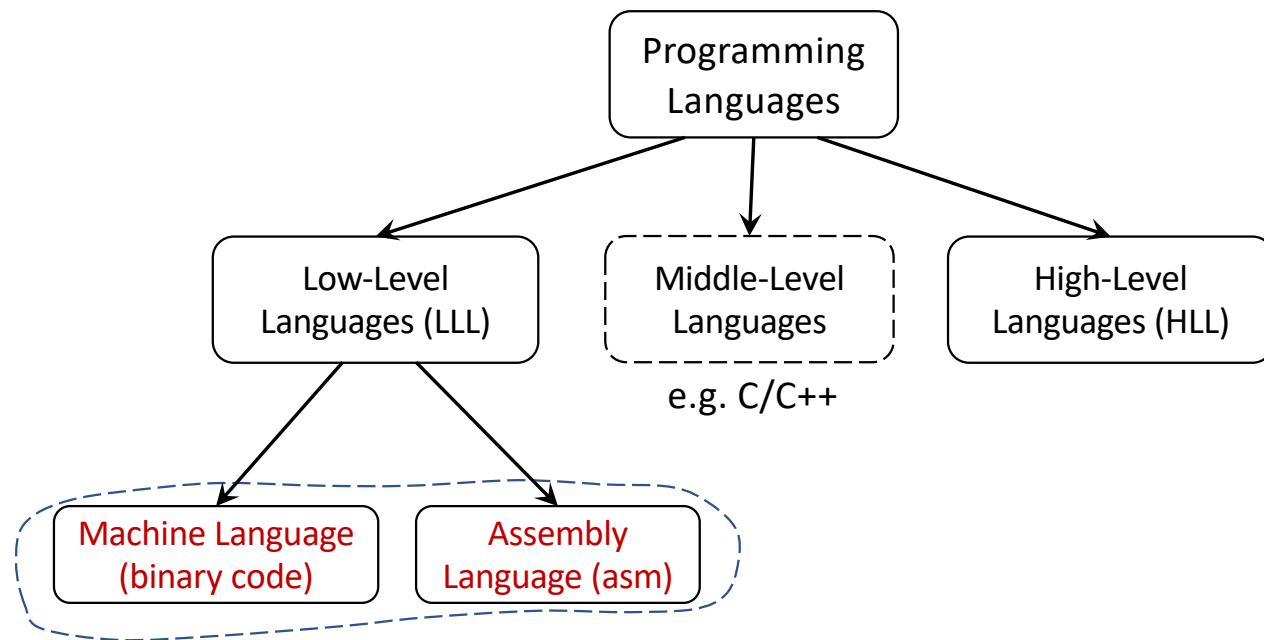 Programming
Languages
Low-Level
Languages (LLL)
Middle-Level
Languages
High-Level
Languages (HLL)
e.g. C/C++
Machine Language
(binary code)
Assembly
Language (asm)